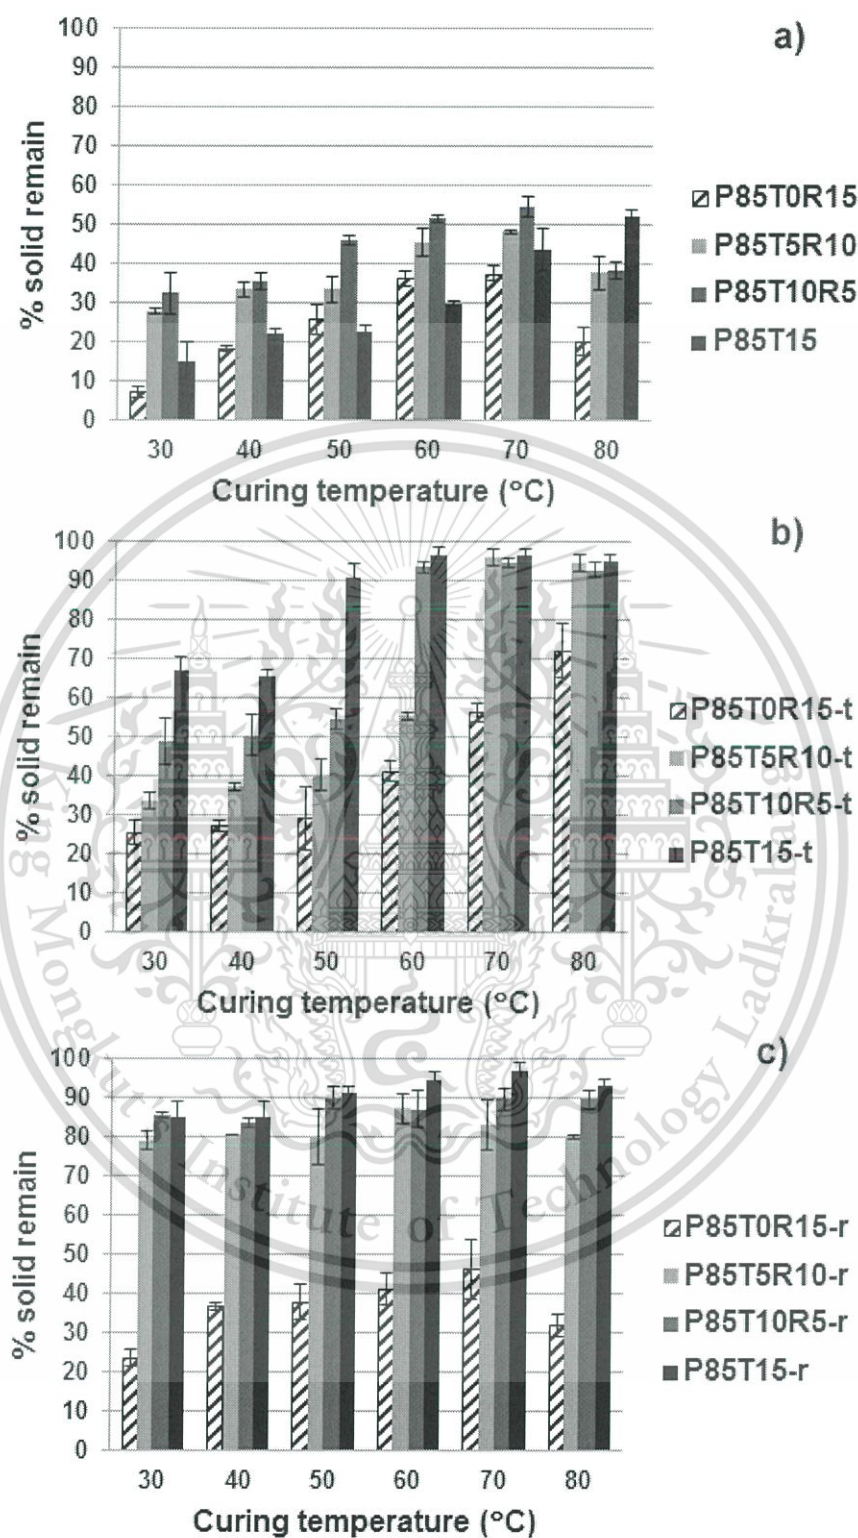 a)
100
90
80
70
60
50
40
30
20
10
0
% solid remain
30 40 50 60 70 80
Curing temperature (°C)
P85T0R15
P85T5R10
P85T10R5
P85T15
b)
100
90
80
70
60
50
40
30
20
10
0
% solid remain
30 40 50 60 70 80
Curing temperature (°C)
P85T0R15-t
P85T5R10-t
P85T10R5-t
P85T15-t
c)
100
90
80
70
60
50
40
30
20
10
0
% solid remain
30 40 50 60 70 80
Curing temperature (°C)
P85T0R15-r
P85T5R10-r
P85T10R5-r
P85T15-r
King Mongkut's Institute of Technology Ladkrabang